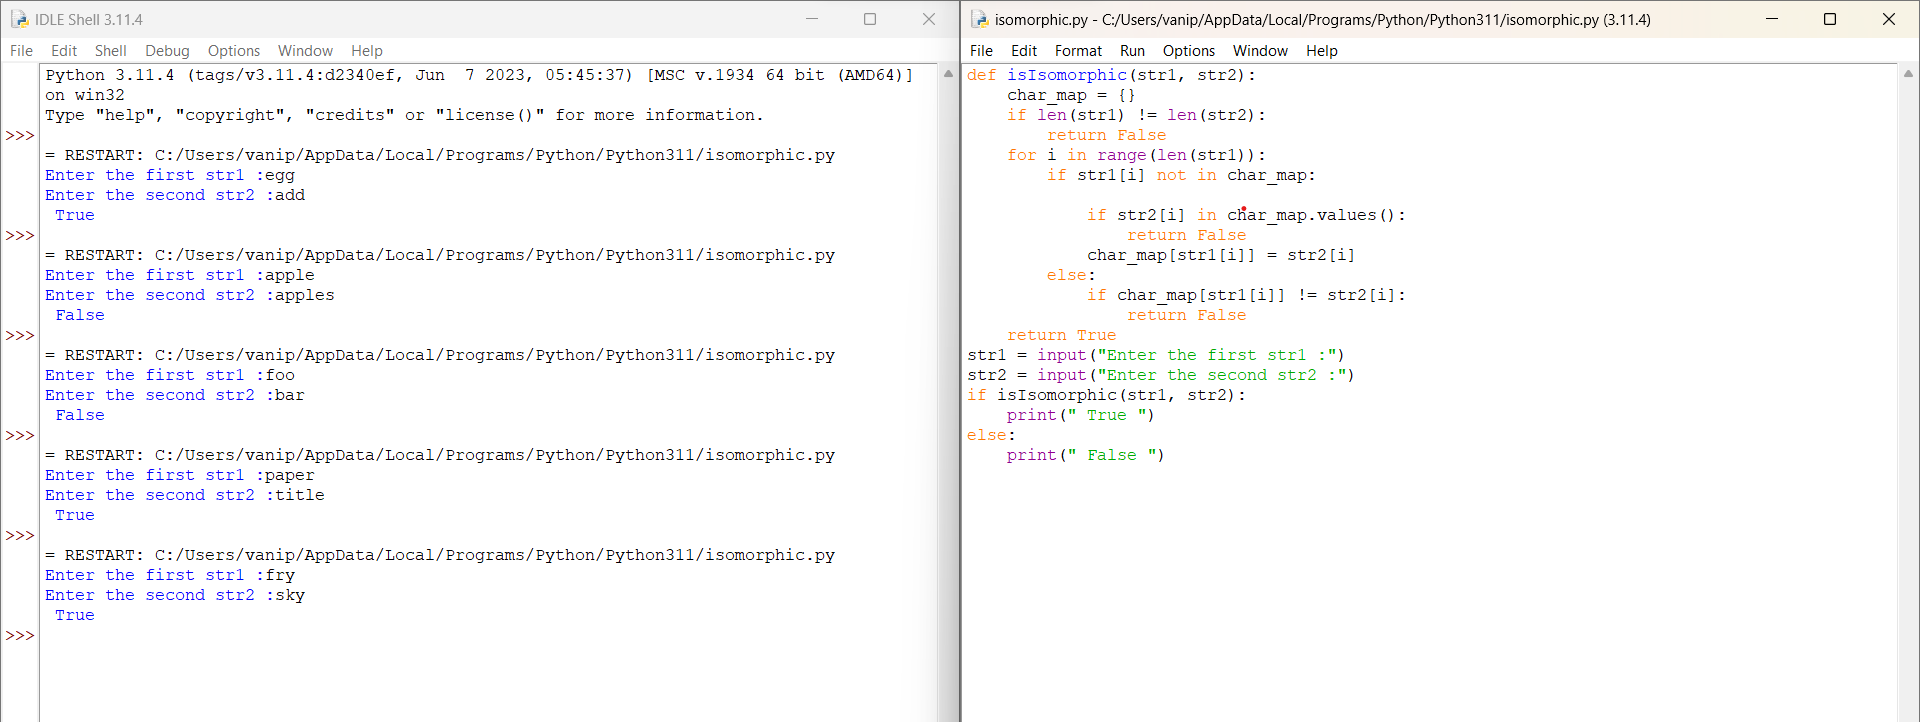 IDLE Shell 3.11.4
File Edit Shell Debug Options Window Help
Python 3.11.4 (tags/v3.11.4:d2340ef, Jun  7 2023, 05:45:37) [MSC v.1934 64 bit (AMD64)]
on win32
Type "help", "copyright", "credits" or "license()" for more information.
>>>
= RESTART: C:/Users/vanip/AppData/Local/Programs/Python/Python311/isomorphic.py
Enter the first str1 :egg
Enter the second str2 :add
 True
>>>
= RESTART: C:/Users/vanip/AppData/Local/Programs/Python/Python311/isomorphic.py
Enter the first str1 :apple
Enter the second str2 :apples
 False
>>>
= RESTART: C:/Users/vanip/AppData/Local/Programs/Python/Python311/isomorphic.py
Enter the first str1 :foo
Enter the second str2 :bar
 False
>>>
= RESTART: C:/Users/vanip/AppData/Local/Programs/Python/Python311/isomorphic.py
Enter the first str1 :paper
Enter the second str2 :title
 True
>>>
= RESTART: C:/Users/vanip/AppData/Local/Programs/Python/Python311/isomorphic.py
Enter the first str1 :fry
Enter the second str2 :sky
 True
>>>
isomorphic.py - C:/Users/vanip/AppData/Local/Programs/Python/Python311/isomorphic.py (3.11.4)
File Edit Format Run Options Window Help
def isIsomorphic(str1, str2):
    char_map = {}
    if len(str1) != len(str2):
        return False
    for i in range(len(str1)):
        if str1[i] not in char_map:
            if str2[i] in char_map.values():
                return False
            char_map[str1[i]] = str2[i]
        else:
            if char_map[str1[i]] != str2[i]:
                return False
    return True
str1 = input("Enter the first str1 :")
str2 = input("Enter the second str2 :")
if isIsomorphic(str1, str2):
    print(" True ")
else:
    print(" False ")